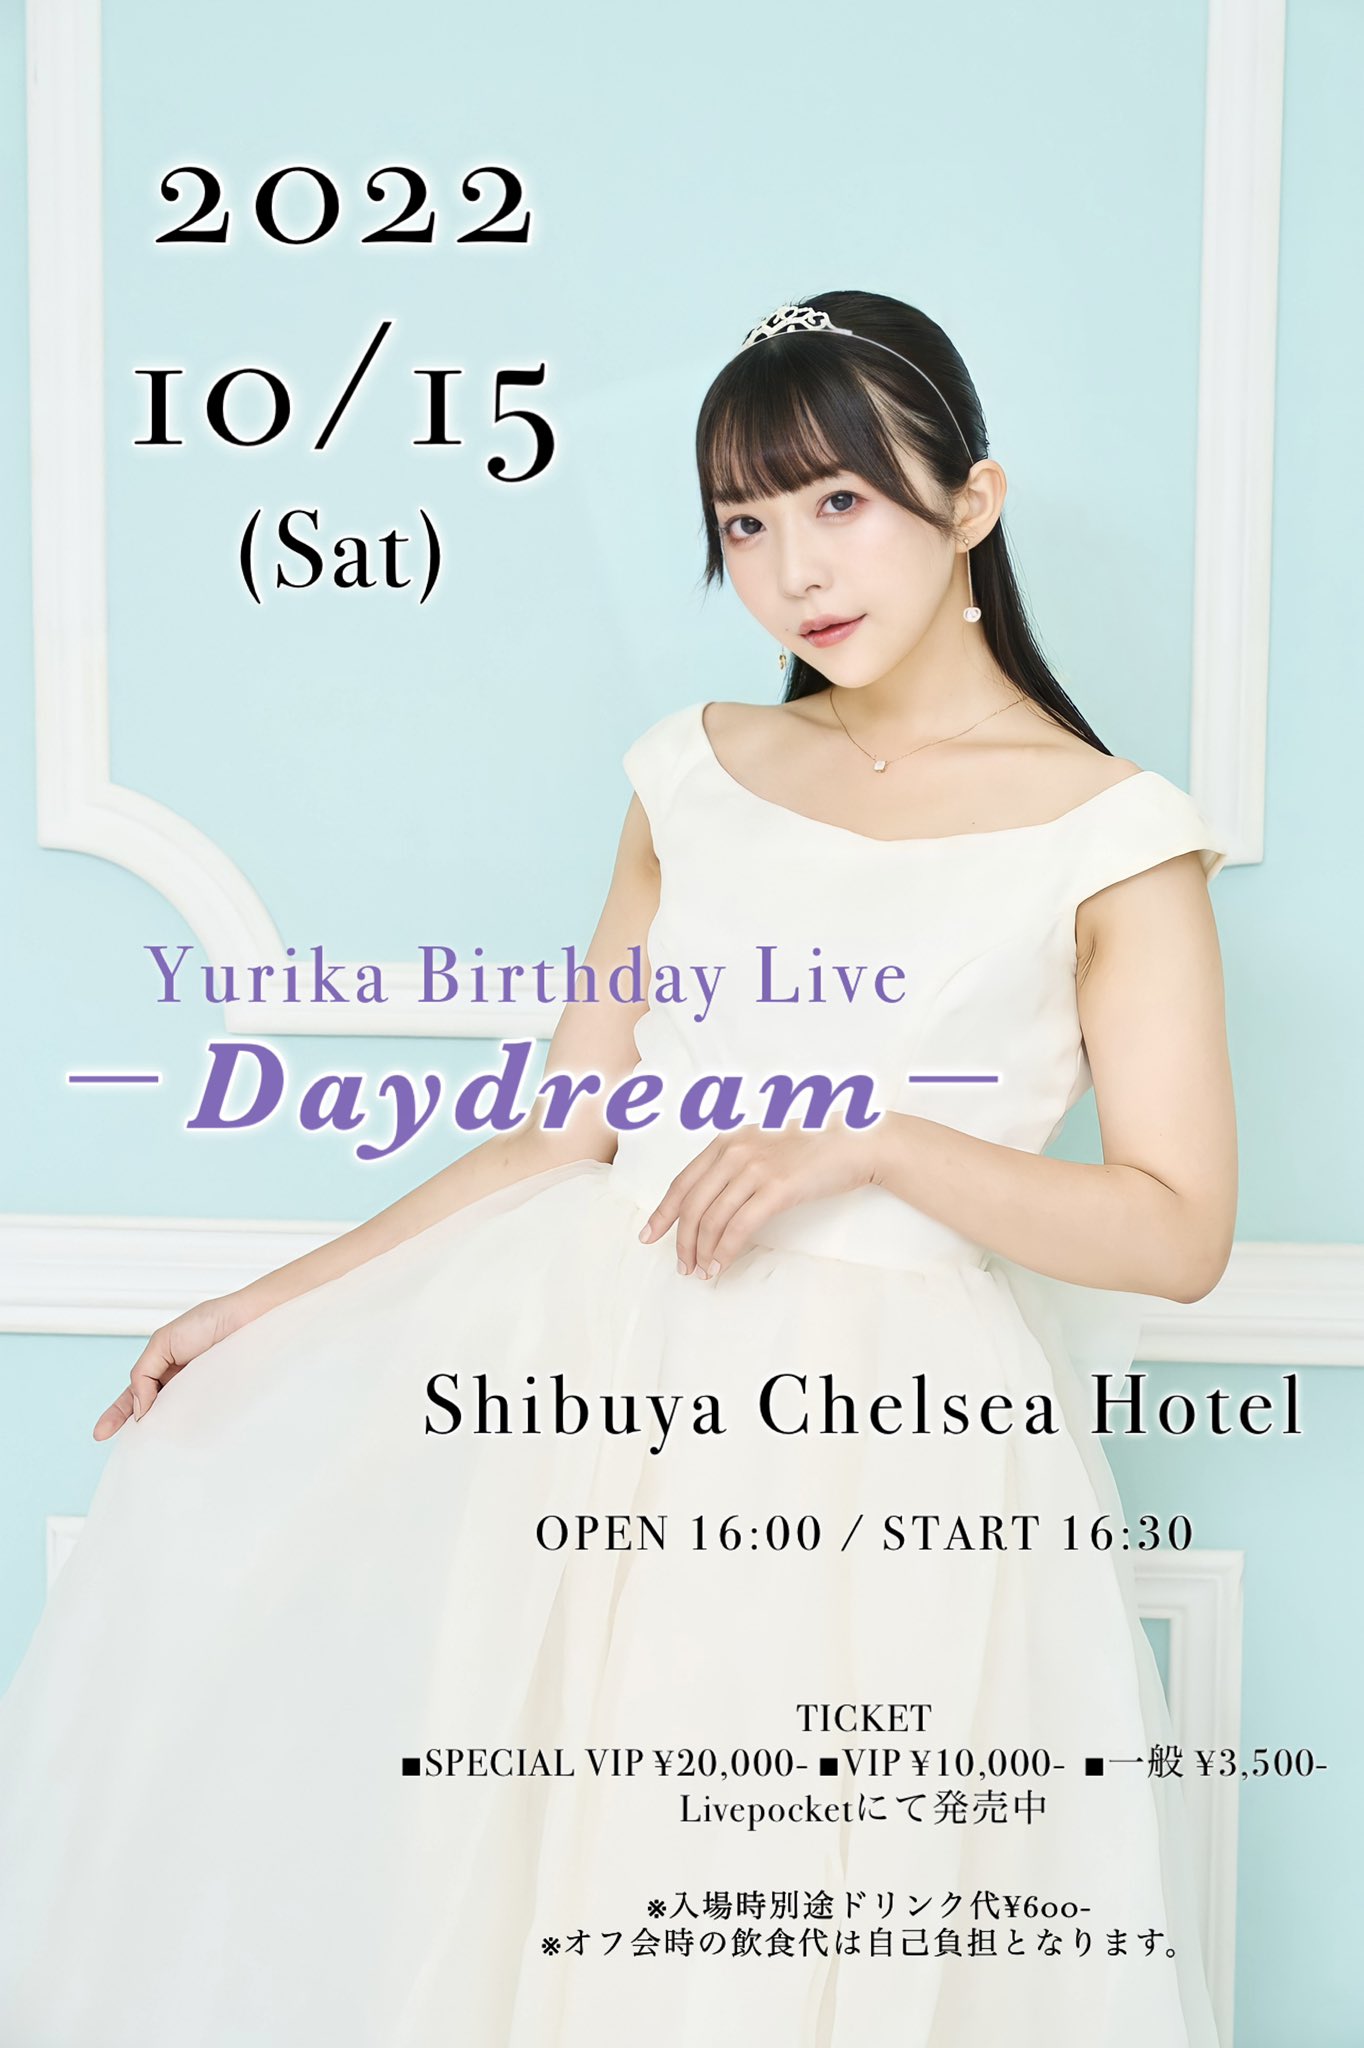 2022
10/15
(Sat)
Yurika Birthday Live
—Daydream—
Shibuya Chelsea Hotel
OPEN 16:00 / START 16:30
TICKET
■SPECIAL VIP ¥20,000- ■VIP ¥10,000- ■一般 ¥3,500-
Livepocketにて発売中
※入場時別途ドリンク代¥600-
※オフ会時の飲食代は自己負担となります。